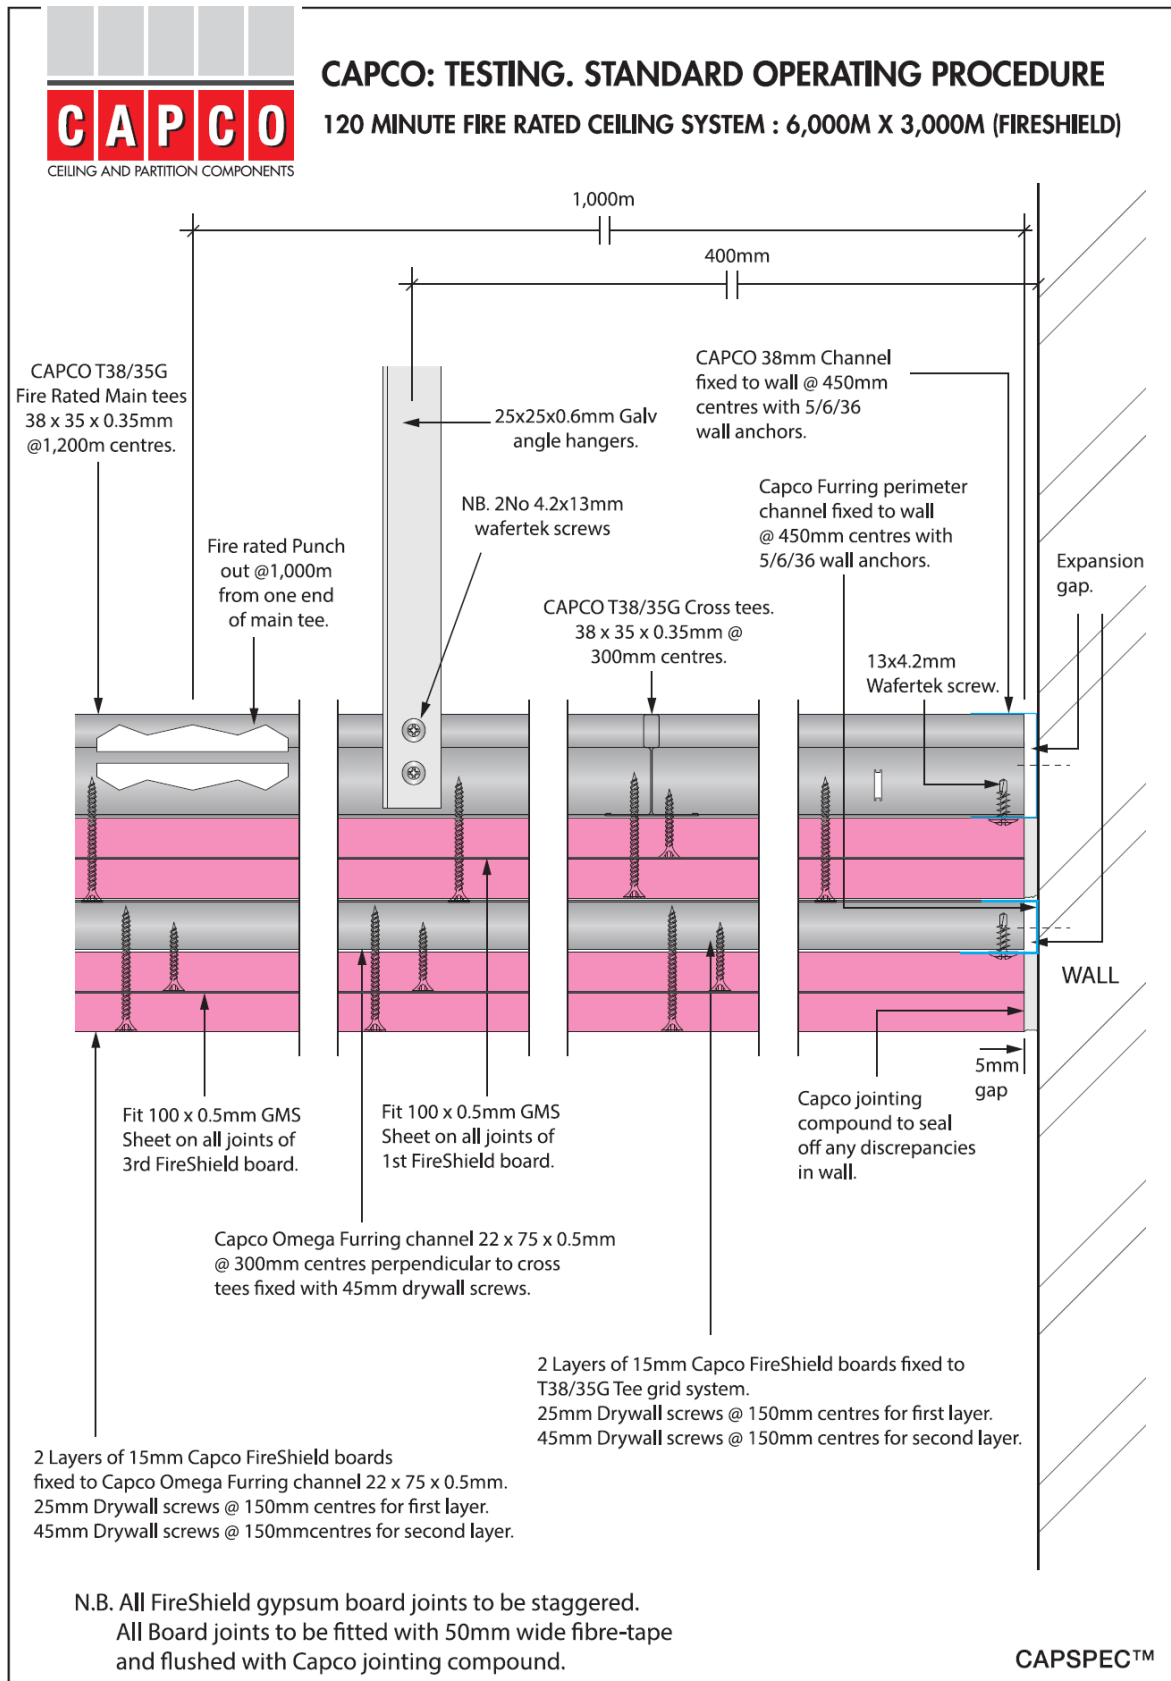 CAPCO
CEILING AND PARTITION COMPONENTS
CAPCO: TESTING. STANDARD OPERATING PROCEDURE
120 MINUTE FIRE RATED CEILING SYSTEM : 6,000M X 3,000M (FIRESHIELD)
1,000m
400mm
CAPCO T38/35G
Fire Rated Main tees
38 x 35 x 0.35mm
@1,200m centres.
25x25x0.6mm Galv
angle hangers.
CAPCO 38mm Channel
fixed to wall @ 450mm
centres with 5/6/36
wall anchors.
NB. 2No 4.2x13mm
wafertek screws
Capco Furring perimeter
channel fixed to wall
@ 450mm centres with
5/6/36 wall anchors.
Fire rated Punch
out @1,000m
from one end
of main tee.
Expansion
gap.
CAPCO T38/35G Cross tees.
38 x 35 x 0.35mm @
300mm centres.
13x4.2mm
Wafertek screw.
WALL
5mm
gap
Fit 100 x 0.5mm GMS
Sheet on all joints of
3rd FireShield board.
Fit 100 x 0.5mm GMS
Sheet on all joints of
1st FireShield board.
Capco jointing
compound to seal
off any discrepancies
in wall.
Capco Omega Furring channel 22 x 75 x 0.5mm
@ 300mm centres perpendicular to cross
tees fixed with 45mm drywall screws.
2 Layers of 15mm Capco FireShield boards fixed to
T38/35G Tee grid system.
25mm Drywall screws @ 150mm centres for first layer.
45mm Drywall screws @ 150mm centres for second layer.
2 Layers of 15mm Capco FireShield boards
fixed to Capco Omega Furring channel 22 x 75 x 0.5mm.
25mm Drywall screws @ 150mm centres for first layer.
45mm Drywall screws @ 150mmcentres for second layer.
N.B. All FireShield gypsum board joints to be staggered.
All Board joints to be fitted with 50mm wide fibre-tape
and flushed with Capco jointing compound.
CAPSPEC™